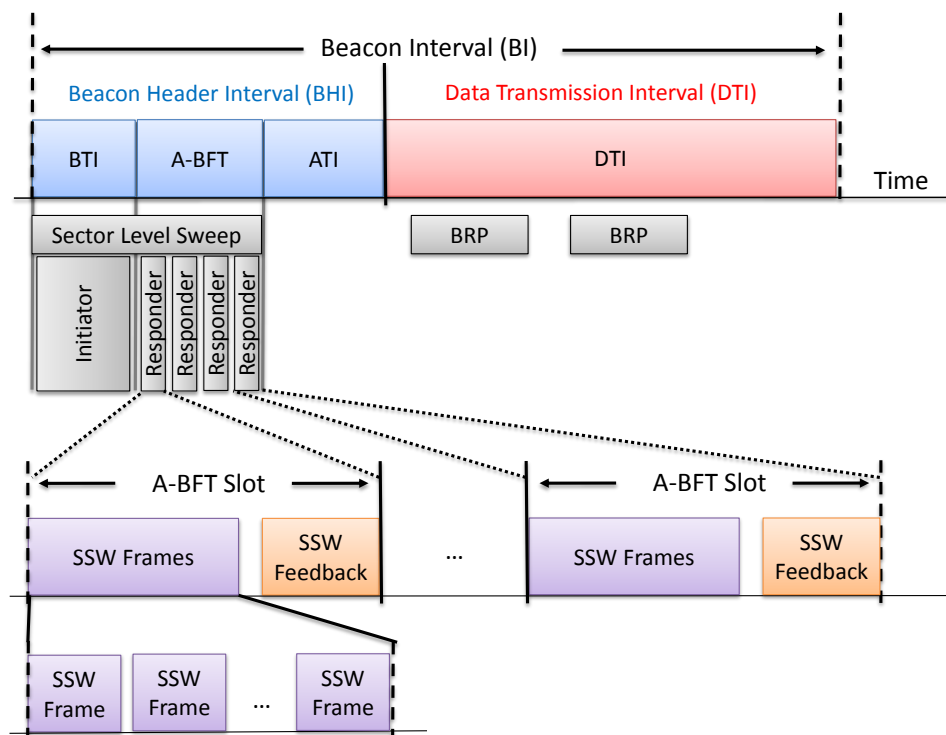 Beacon Interval (BI)
Beacon Header Interval (BHI)
Data Transmission Interval (DTI)
BTI
A-BFT
ATI
DTI
Time
Sector Level Sweep
BRP
BRP
Initiator
Responder
Responder
Responder
Responder
A-BFT Slot
A-BFT Slot
SSW Frames
SSW
Feedback
...
SSW Frames
SSW
Feedback
SSW
Frame
SSW
Frame
...
SSW
Frame